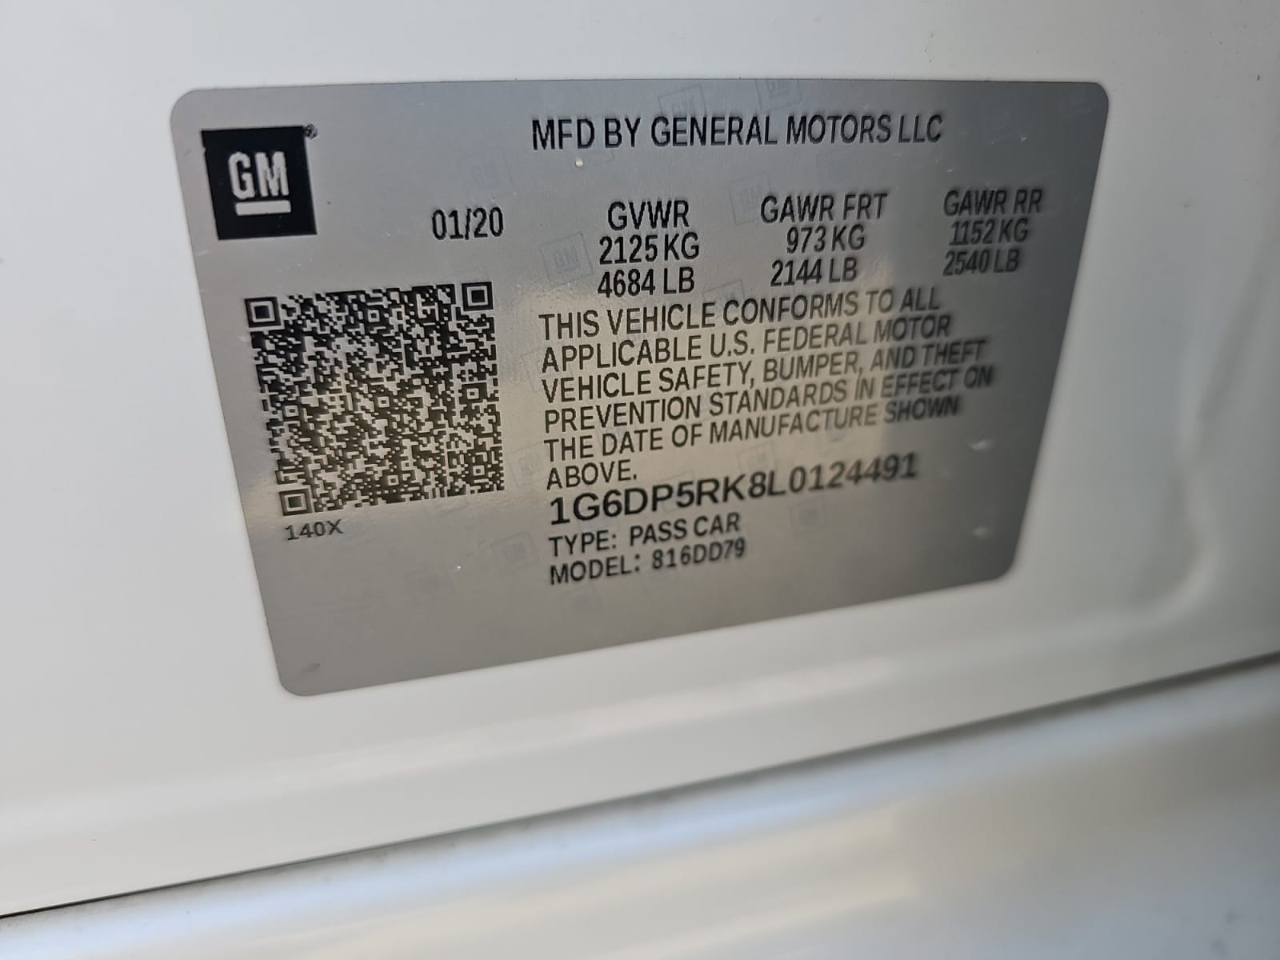 GM®
MFD BY GENERAL MOTORS LLC
01/20
GVWR
2125 KG
4684 LB
GAWR FRT
973 KG
2144 LB
GAWR RR
1152 KG
2540 LB
THIS VEHICLE CONFORMS TO ALL
APPLICABLE U.S. FEDERAL MOTOR
VEHICLE SAFETY, BUMPER, AND THEFT
PREVENTION STANDARDS IN EFFECT ON
THE DATE OF MANUFACTURE SHOWN
ABOVE.
1G6DP5RK8L0124491
TYPE: PASS CAR
MODEL: 816DD79
140X